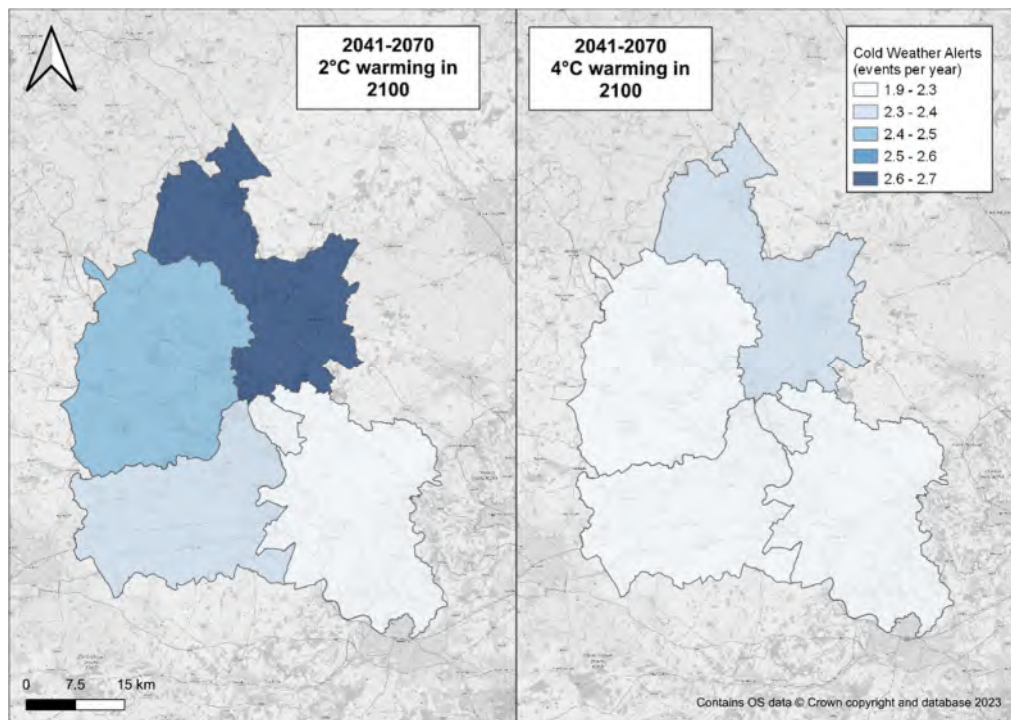 2041-2070
2°C warming in
2100
2041-2070
4°C warming in
2100
Cold Weather Alerts
(events per year)
1.9 - 2.3
2.3 - 2.4
2.4 - 2.5
2.5 - 2.6
2.6 - 2.7
0 7.5 15 km
Contains OS data © Crown copyright and database 2023